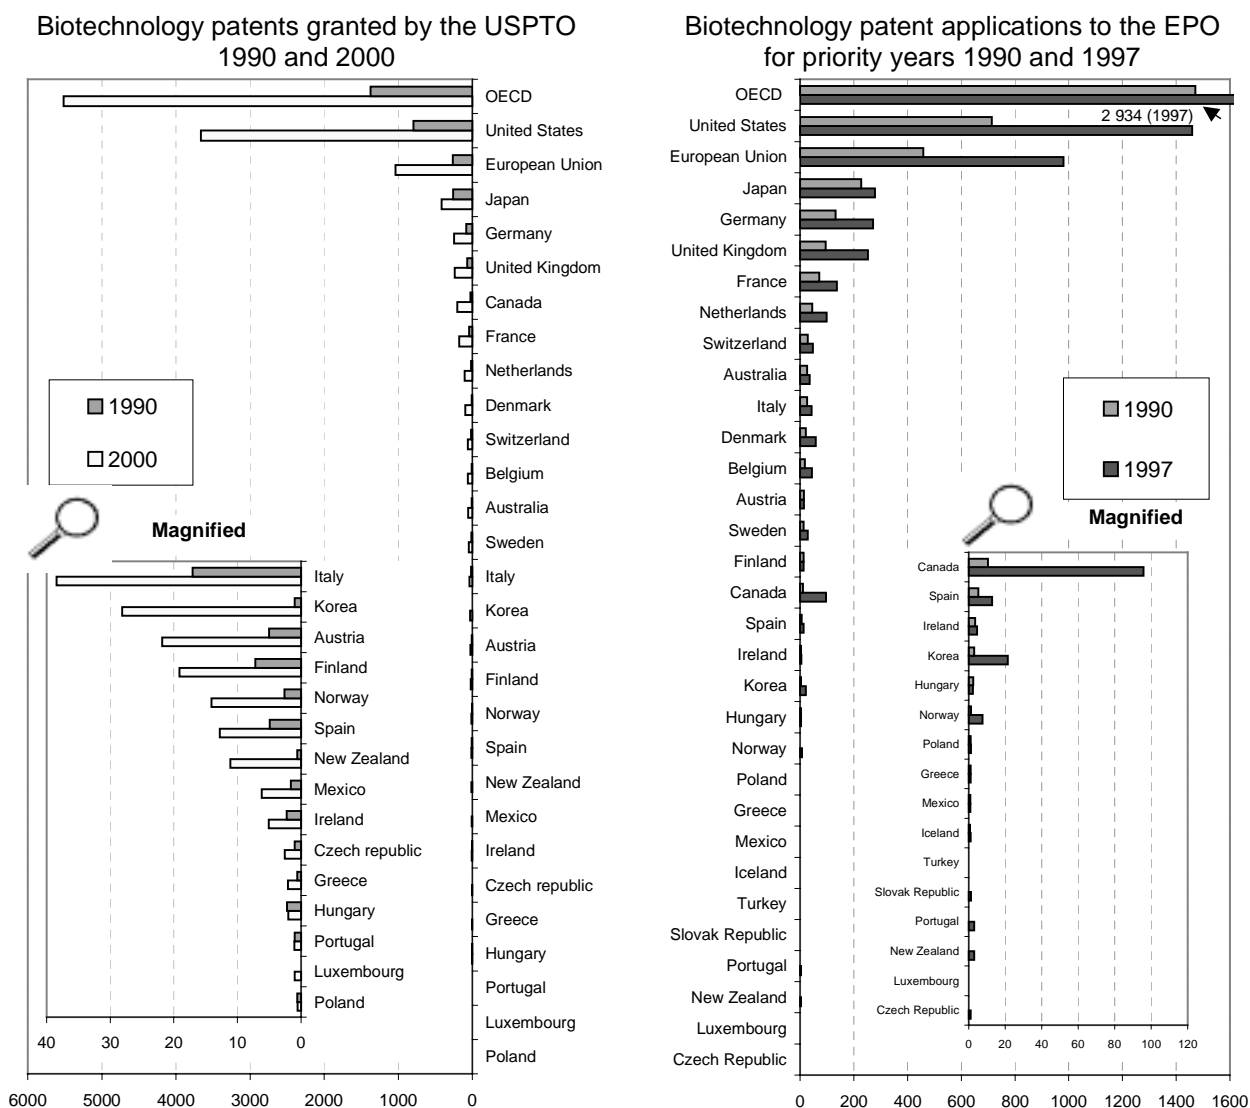 Biotechnology patents granted by the USPTO
1990 and 2000
OECD
United States
European Union
Japan
Germany
United Kingdom
Canada
France
Netherlands
Denmark
Switzerland
Belgium
Australia
Sweden
Italy
Korea
Austria
Finland
Norway
Spain
New Zealand
Mexico
Ireland
Czech republic
Greece
Hungary
Portugal
Luxembourg
Poland
6000 5000 4000 3000 2000 1000 0
1990
2000
Magnified
Italy
Korea
Austria
Finland
Norway
Spain
New Zealand
Mexico
Ireland
Czech republic
Greece
Hungary
Portugal
Luxembourg
Poland
40 30 20 10 0
Biotechnology patent applications to the EPO
for priority years 1990 and 1997
OECD
2 934 (1997)
United States
European Union
Japan
Germany
United Kingdom
France
Netherlands
Switzerland
Australia
Italy
Denmark
Belgium
Austria
Sweden
Finland
Canada
Spain
Ireland
Korea
Hungary
Norway
Poland
Greece
Mexico
Iceland
Turkey
Slovak Republic
Portugal
New Zealand
Luxembourg
Czech Republic
0 200 400 600 800 1000 1200 1400 1600
1990
1997
Magnified
Canada
Spain
Ireland
Korea
Hungary
Norway
Poland
Greece
Mexico
Iceland
Turkey
Slovak Republic
Portugal
New Zealand
Luxembourg
Czech Republic
0 20 40 60 80 100 120